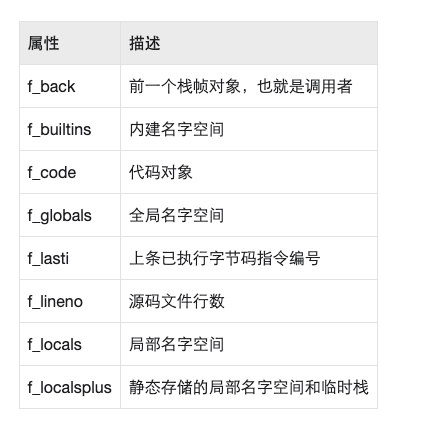 属性 描述
f_back 前一个栈帧对象，也就是调用者
f_builtins 内建名字空间
f_code 代码对象
f_globals 全局名字空间
f_lasti 上条已执行字节码指令编号
f_lineno 源码文件行数
f_locals 局部名字空间
f_localsplus 静态存储的局部名字空间和临时栈